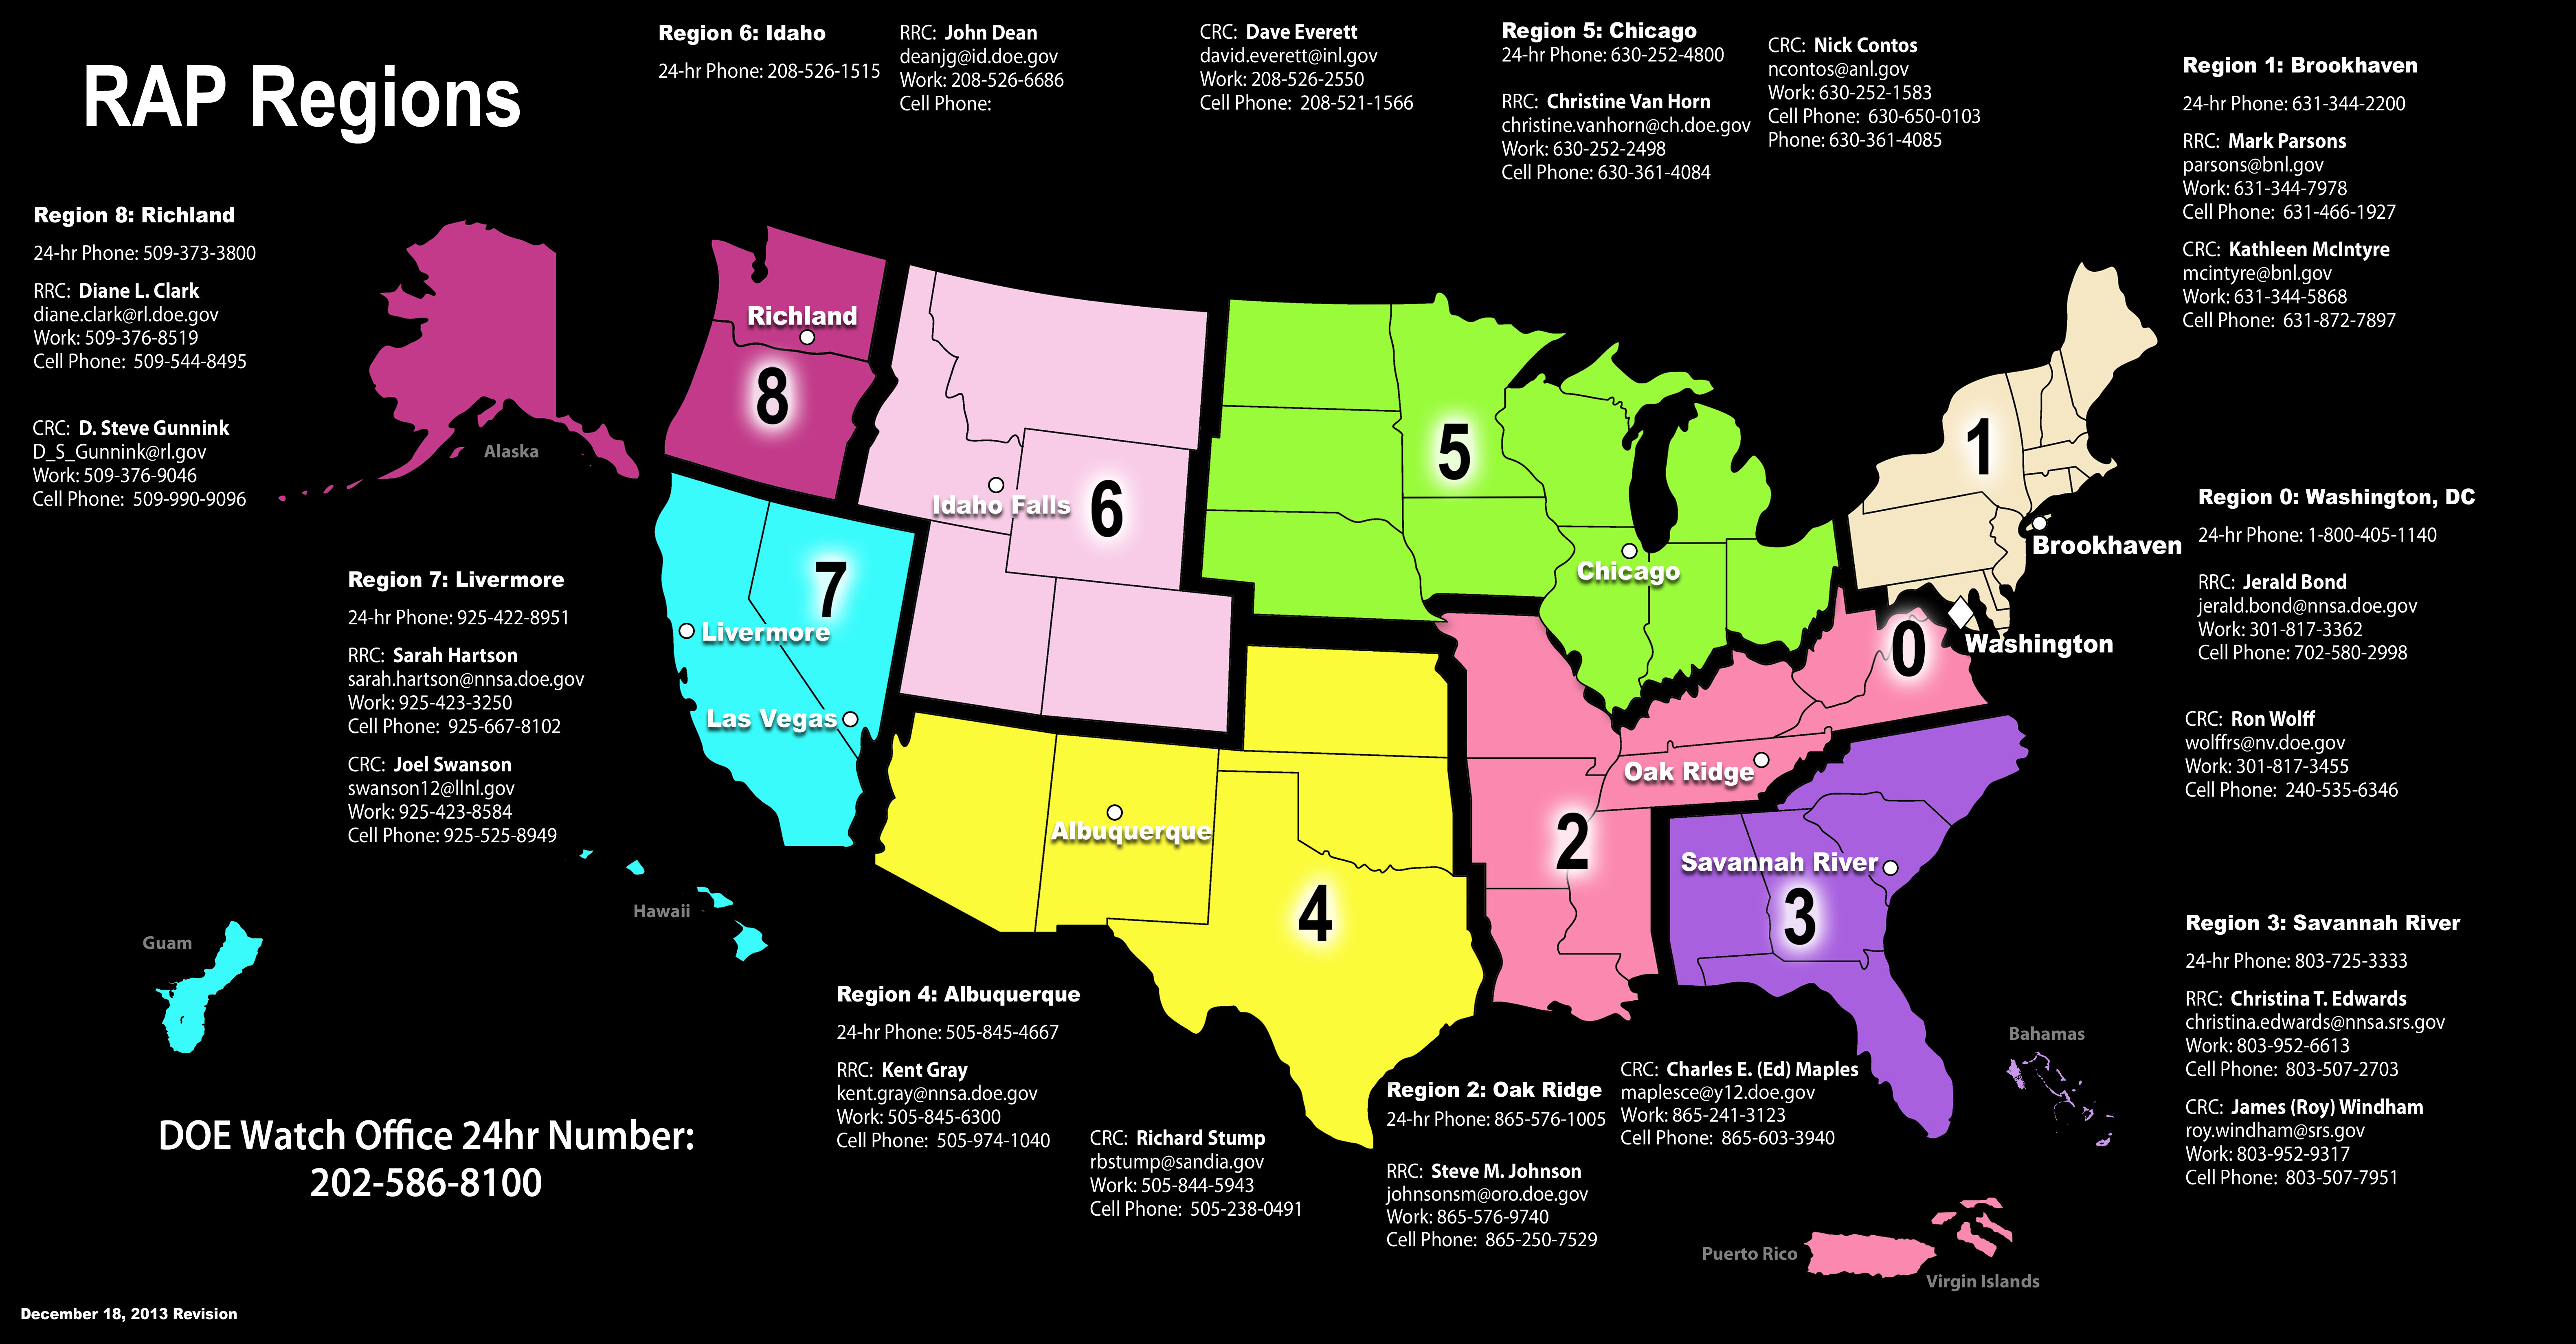 RAP Regions
Region 6: Idaho
24-hr Phone: 208-526-1515
RRC: John Dean
deanjg@id.doe.gov
Work: 208-526-6686
Cell Phone:
CRC: Dave Everett
david.everett@inl.gov
Work: 208-526-2550
Cell Phone: 208-521-1566
Region 5: Chicago
24-hr Phone: 630-252-4800
RRC: Christine Van Horn
christine.vanhorn@ch.doe.gov
Work: 630-252-2498
Cell Phone: 630-361-4084
CRC: Nick Contos
ncontos@anl.gov
Work: 630-252-1583
Cell Phone: 630-650-0103
Phone: 630-361-4085
Region 1: Brookhaven
24-hr Phone: 631-344-2200
RRC: Mark Parsons
parsons@bnl.gov
Work: 631-344-7978
Cell Phone: 631-466-1927
CRC: Kathleen McIntyre
mcintyre@bnl.gov
Work: 631-344-5868
Cell Phone: 631-872-7897
Region 8: Richland
24-hr Phone: 509-373-3800
RRC: Diane L. Clark
diane.clark@rl.doe.gov
Work: 509-376-8519
Cell Phone: 509-544-8495
CRC: D. Steve Gunnink
D_S_Gunnink@rl.gov
Work: 509-376-9046
Cell Phone: 509-990-9096
Alaska
Richland
8
Idaho Falls
6
5
Chicago
1
Brookhaven
0
Washington
Region 0: Washington, DC
24-hr Phone: 1-800-405-1140
RRC: Jerald Bond
jerald.bond@nnsa.doe.gov
Work: 301-817-3362
Cell Phone: 702-580-2998
CRC: Ron Wolff
wolffrs@nv.doe.gov
Work: 301-817-3455
Cell Phone: 240-535-6346
Region 7: Livermore
24-hr Phone: 925-422-8951
RRC: Sarah Hartson
sarah.hartson@nnsa.doe.gov
Work: 925-423-3250
Cell Phone: 925-667-8102
CRC: Joel Swanson
swanson12@llnl.gov
Work: 925-423-8584
Cell Phone: 925-525-8949
7
Livermore
Las Vegas
Albuquerque
4
Oak Ridge
2
Savannah River
3
Hawaii
Guam
Region 4: Albuquerque
24-hr Phone: 505-845-4667
RRC: Kent Gray
kent.gray@nnsa.doe.gov
Work: 505-845-6300
Cell Phone: 505-974-1040
CRC: Richard Stump
rbstump@sandia.gov
Work: 505-844-5943
Cell Phone: 505-238-0491
Region 2: Oak Ridge
24-hr Phone: 865-576-1005
RRC: Steve M. Johnson
johnsonsm@oro.doe.gov
Work: 865-576-9740
Cell Phone: 865-250-7529
CRC: Charles E. (Ed) Maples
maplesce@y12.doe.gov
Work: 865-241-3123
Cell Phone: 865-603-3940
Bahamas
Region 3: Savannah River
24-hr Phone: 803-725-3333
RRC: Christina T. Edwards
christina.edwards@nnsa.srs.gov
Work: 803-952-6613
Cell Phone: 803-507-2703
CRC: James (Roy) Windham
roy.windham@srs.gov
Work: 803-952-9317
Cell Phone: 803-507-7951
Puerto Rico
Virgin Islands
DOE Watch Office 24hr Number:
202-586-8100
December 18, 2013 Revision